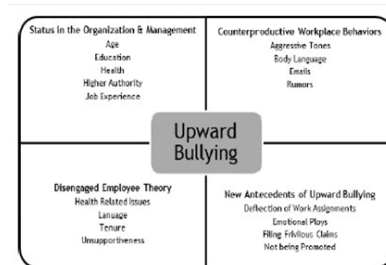 Status in the Organization & Management
Age
Education
Health
Higher Authority
Job Experience
Counterproductive Workplace Behaviors
Aggressive Tones
Body Language
Emails
Rumors
Upward
Bullying
Disengaged Employee Theory
Health Related Issues
Lanuage
Tenure
Unsupportiveness
New Antecedents of Upward Bullying
Deflection of Work Assignments
Emotional Ploys
Filing Frivilous Claims
Not being Promoted